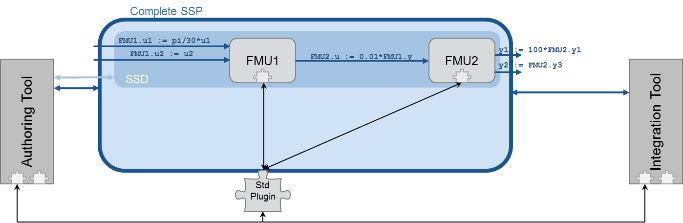 Complete SSP
FMU1.u1 := pi/30*u1
FMU1.u2 := u2
FMU1
FMU2.u := 0.01*FMU1.y
FMU2
y1 := 100*FMU2.y1
y2 := FMU2.y3
SSD
Authoring Tool
Integration Tool
Std
Plugin